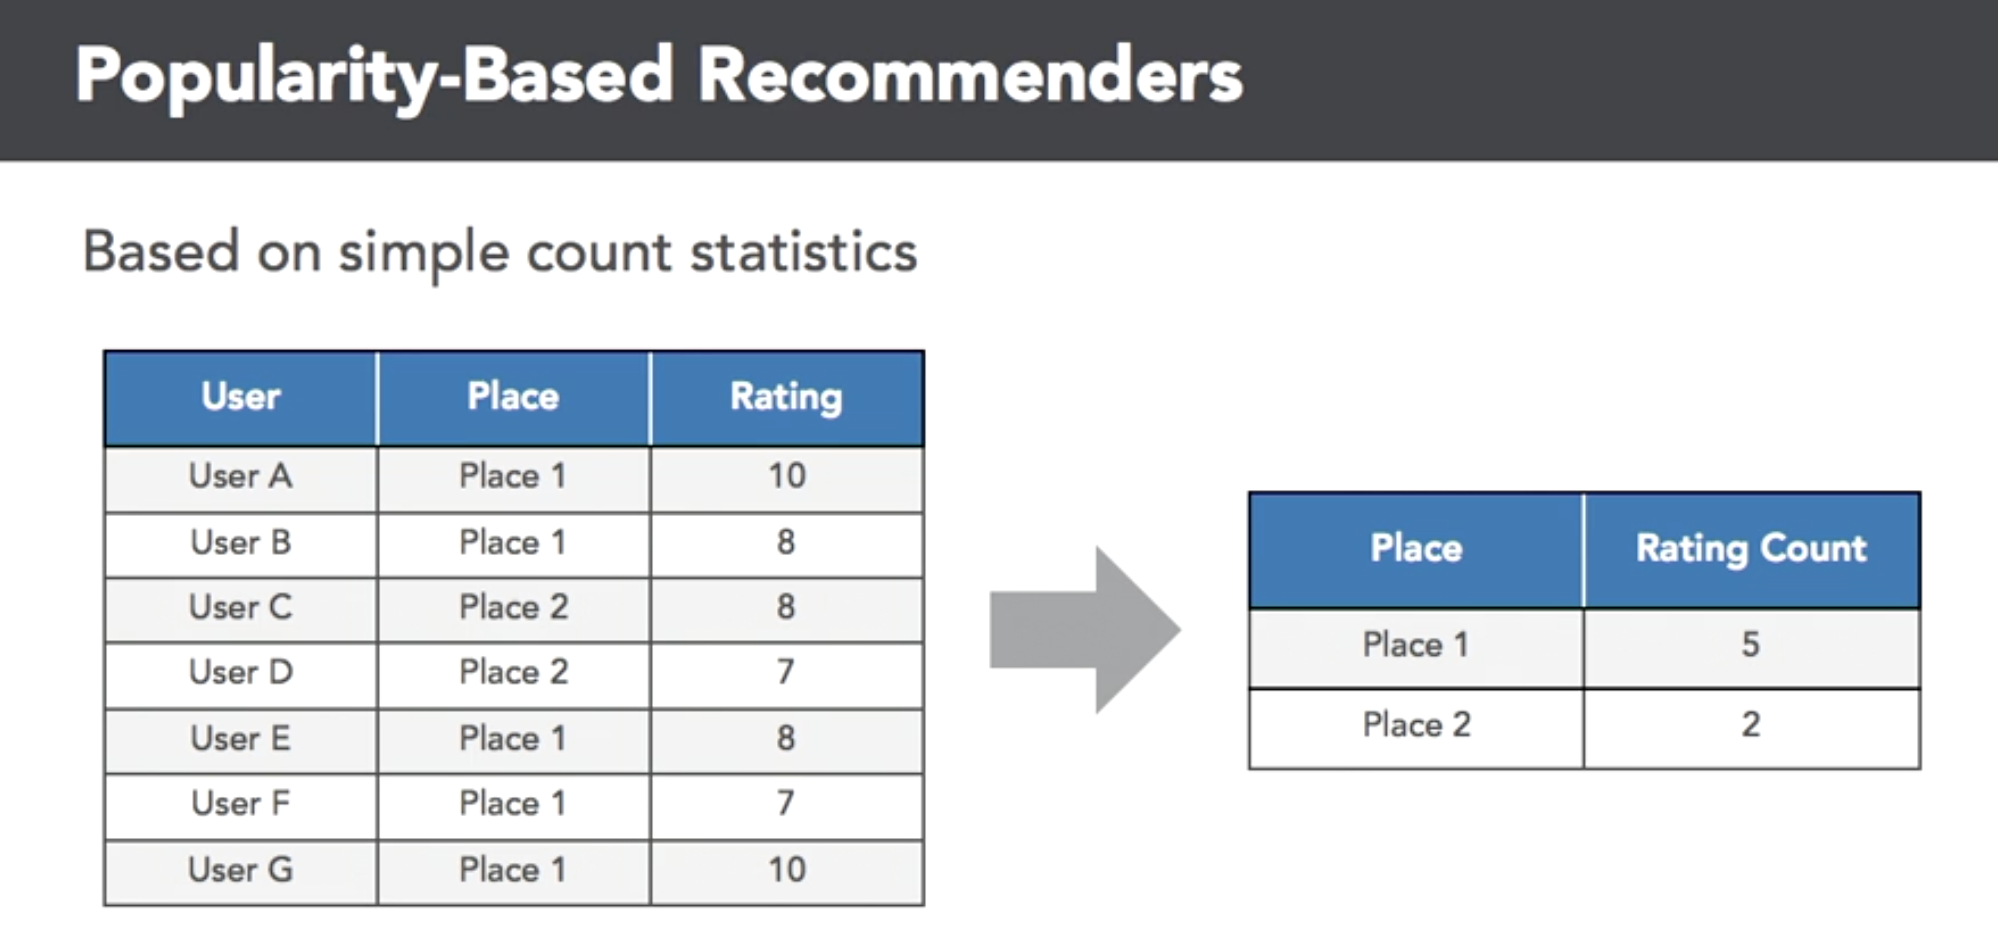 Popularity-Based Recommenders
Based on simple count statistics
User Place Rating
User A Place 1 10
User B Place 1 8
User C Place 2 8
User D Place 2 7
User E Place 1 8
User F Place 1 7
User G Place 1 10
Place Rating Count
Place 1 5
Place 2 2